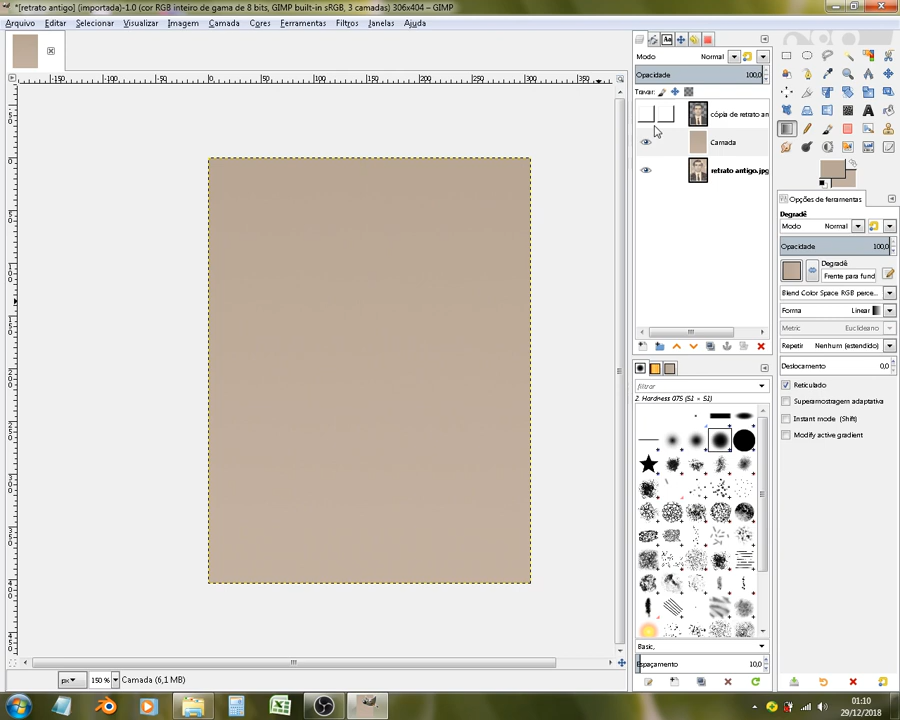 *[retrato antigo] (importada)-1.0 (cor RGB inteiro de gama de 8 bits, GIMP built-in sRGB, 3 camadas) 306x404 – GIMP
Arquivo Editar Selecionar Visualizar Imagem Camada Cores Ferramentas Filtros Janelas Ajuda
Modo Normal
Opacidade 100,0
Travar:
cópia de retrato an
Camada
retrato antigo.jpg
filtrar
2. Hardness 075 (51 × 51)
Basic,
Espaçamento 10,0
Opções de ferramentas
Degradê
Modo Normal
Opacidade 100,0
Degradê
Frente para fund
Blend Color Space RGB perce...
Forma Linear
Metric Euclideano
Repetir Nenhum (estendido)
Deslocamento 0,0
Reticulado
Superamostragem adaptativa
Instant mode (Shift)
Modify active gradient
px 150 % Camada (6,1 MB)
01:10
29/12/2018